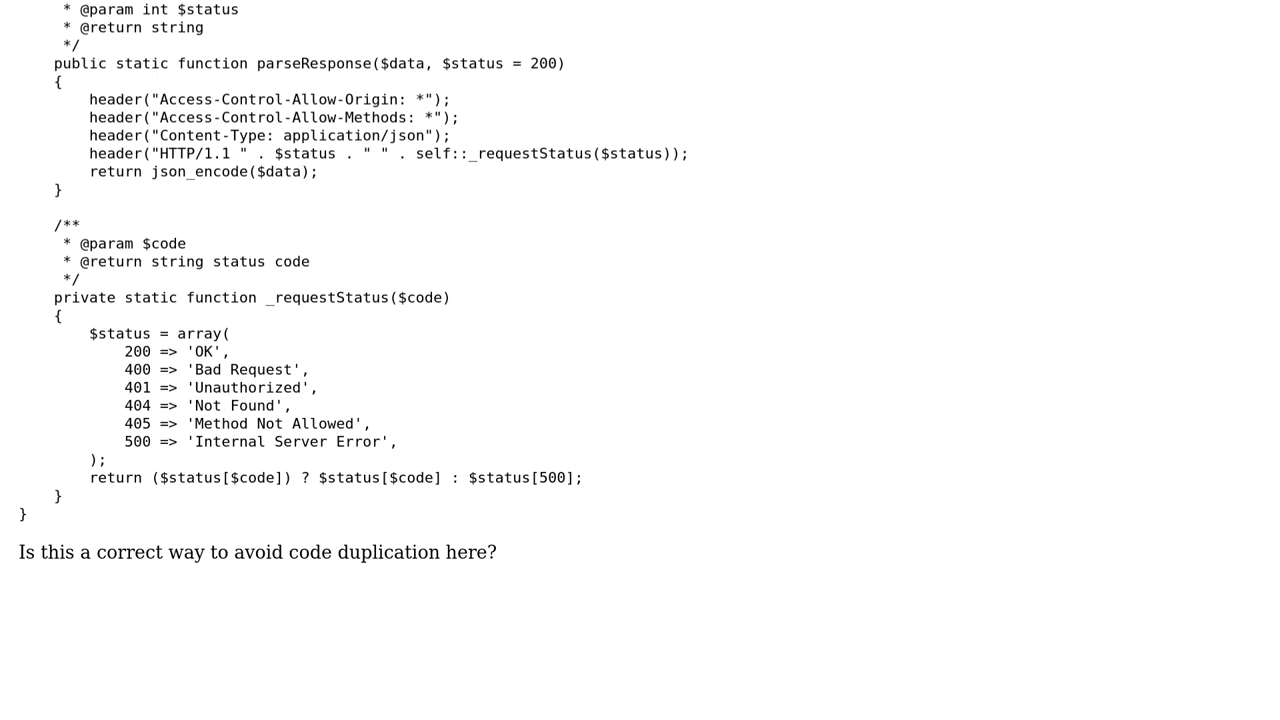 * @param int $status
     * @return string
     */
    public static function parseResponse($data, $status = 200)
    {
        header("Access-Control-Allow-Origin: *");
        header("Access-Control-Allow-Methods: *");
        header("Content-Type: application/json");
        header("HTTP/1.1 " . $status . " " . self::_requestStatus($status));
        return json_encode($data);
    }

    /**
     * @param $code
     * @return string status code
     */
    private static function _requestStatus($code)
    {
        $status = array(
            200 => 'OK',
            400 => 'Bad Request',
            401 => 'Unauthorized',
            404 => 'Not Found',
            405 => 'Method Not Allowed',
            500 => 'Internal Server Error',
        );
        return ($status[$code]) ? $status[$code] : $status[500];
    }
}
Is this a correct way to avoid code duplication here?